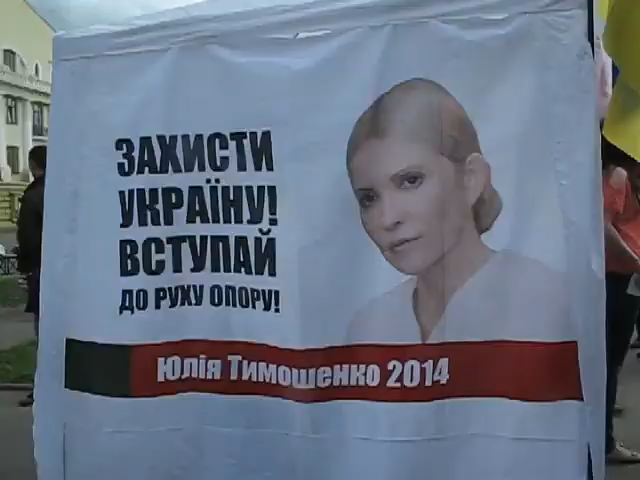 ЗАХИСТИ
УКРАЇНУ!
ВСТУПАЙ
ДО РУХУ ОПОРУ!
Юлія Тимошенко 2014